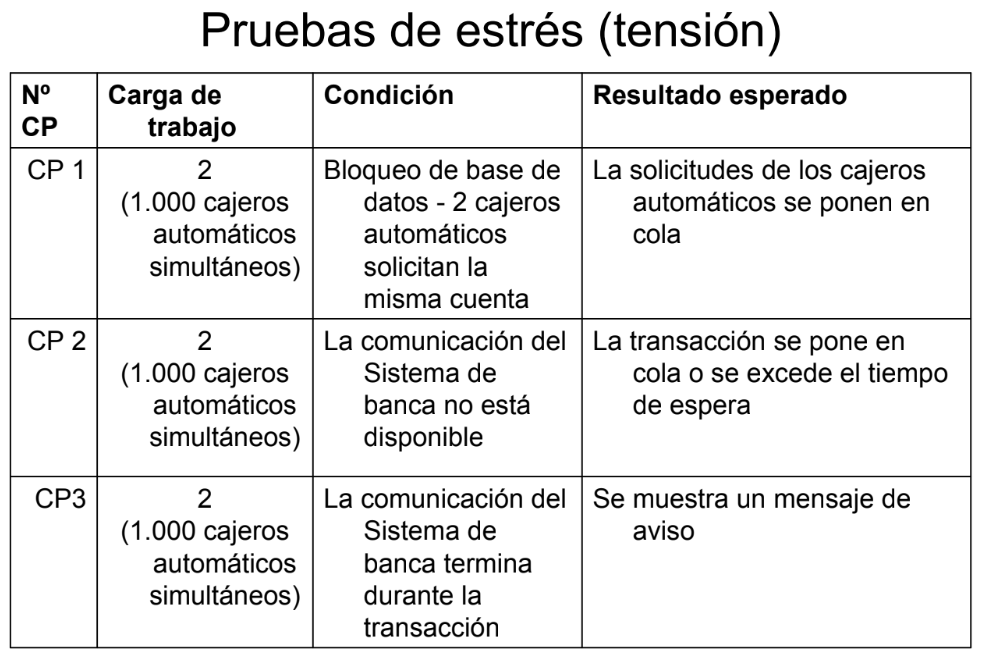 Pruebas de estrés (tensión)
Nº
CP
Carga de
trabajo
Condición
Resultado esperado
CP 1
2
(1.000 cajeros
automáticos
simultáneos)
Bloqueo de base de
datos - 2 cajeros
automáticos
solicitan la
misma cuenta
La solicitudes de los cajeros
automáticos se ponen en
cola
CP 2
2
(1.000 cajeros
automáticos
simultáneos)
La comunicación del
Sistema de
banca no está
disponible
La transacción se pone en
cola o se excede el tiempo
de espera
CP3
2
(1.000 cajeros
automáticos
simultáneos)
La comunicación del
Sistema de
banca termina
durante la
transacción
Se muestra un mensaje de
aviso